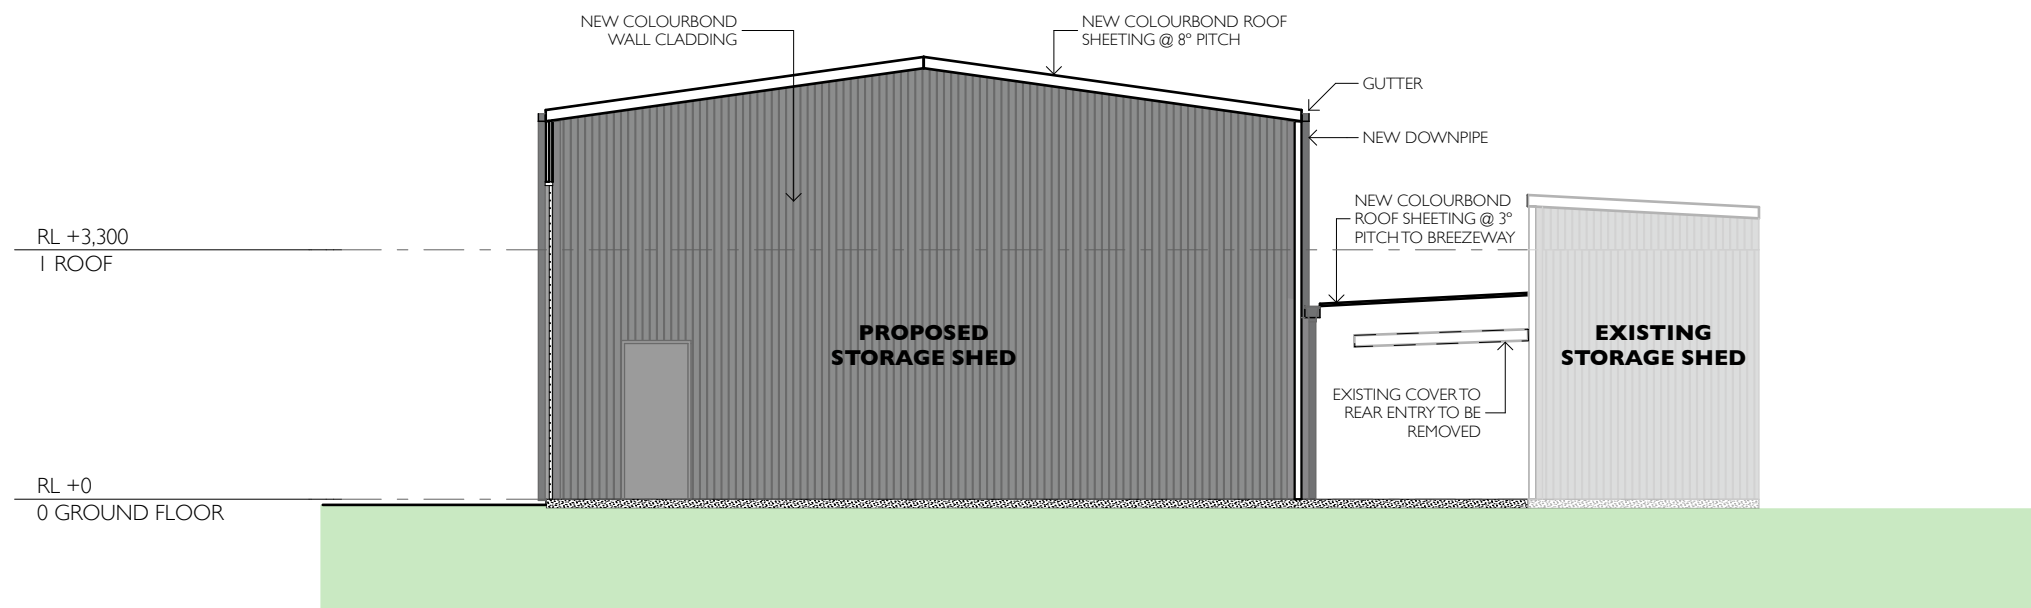 NEW COLOURBOND
WALL CLADDING
NEW COLOURBOND ROOF
SHEETING @ 8° PITCH
GUTTER
NEW DOWNPIPE
NEW COLOURBOND
ROOF SHEETING @ 3°
PITCH TO BREEZEWAY
RL +3,300
1 ROOF
PROPOSED
STORAGE SHED
EXISTING
STORAGE SHED
EXISTING COVER TO
REAR ENTRY TO BE
REMOVED
RL +0
0 GROUND FLOOR